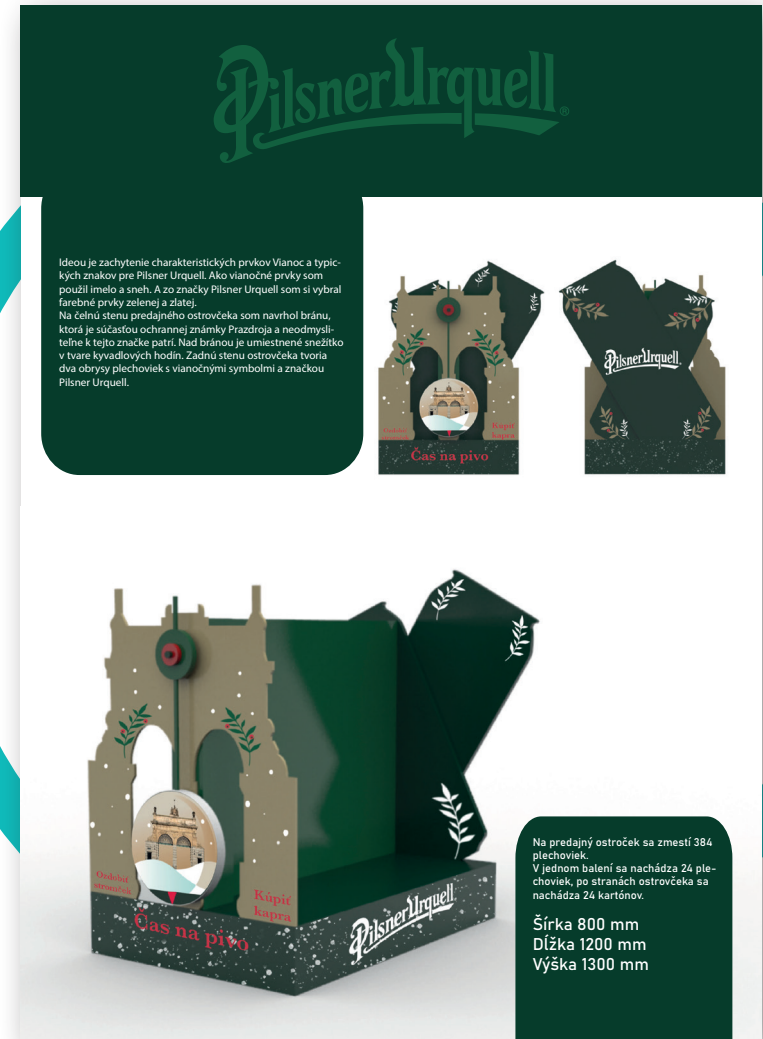 Pilsner Urquell
Ideou je zachytenie charakteristických prvkov Vianoc a typic-
kých znakov pre Pilsner Urquell. Ako vianočné prvky som
použil imelo a sneh. A zo značky Pilsner Urquell som si vybral
farebné prvky zelenej a zlatej.
Na čelnú stenu predajného ostrovčeka som navrhol bránu,
ktorá je súčasťou ochrannej známky Prazdroja a neodmysli-
teľne k tejto značke patrí. Nad bránou je umiestnené snežítko
v tvare kyvadlových hodín. Zadnú stenu ostrovčeka tvoria
dva obrysy plechoviek s vianočnými symbolmi a značkou
Pilsner Urquell.
Kúpiť
kapra
Čas na pivo
Pilsner Urquell
Ozdobiť
stromček
Kúpiť
kapra
Čas na pivo
Pilsner Urquell
Na predajný ostroček sa zmestí 384
plechoviek.
V jednom balení sa nachádza 24 ple-
choviek, po stranách ostrovčeka sa
nachádza 24 kartónov.
Šírka 800 mm
Dĺžka 1200 mm
Výška 1300 mm